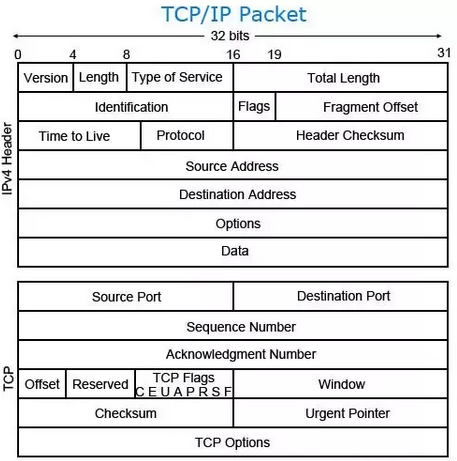 TCP/IP Packet
32 bits
0 4 8 16 19 31
IPv4 Header
Version Length Type of Service Total Length
Identification Flags Fragment Offset
Time to Live Protocol Header Checksum
Source Address
Destination Address
Options
Data
TCP
Source Port Destination Port
Sequence Number
Acknowledgment Number
Offset Reserved TCP Flags Window
C E U A P R S F
Checksum Urgent Pointer
TCP Options